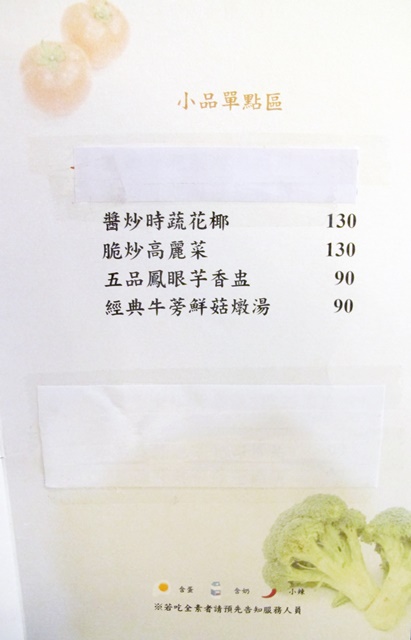 小品單點區
醬炒時蔬花椰 130
脆炒高麗菜 130
五品鳳眼芋香盅 90
經典牛蒡鮮菇燉湯 90
含蛋 含奶 小辣
※若吃全素者請預先告知服務人員